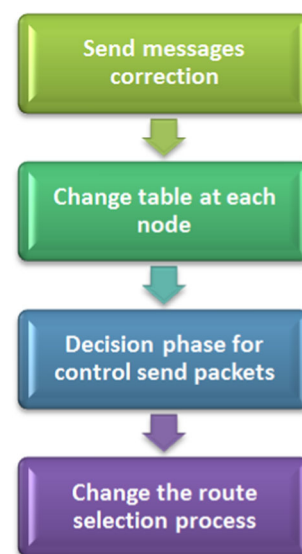 Send messages
correction
Change table at each
node
Decision phase for
control send packets
Change the route
selection process